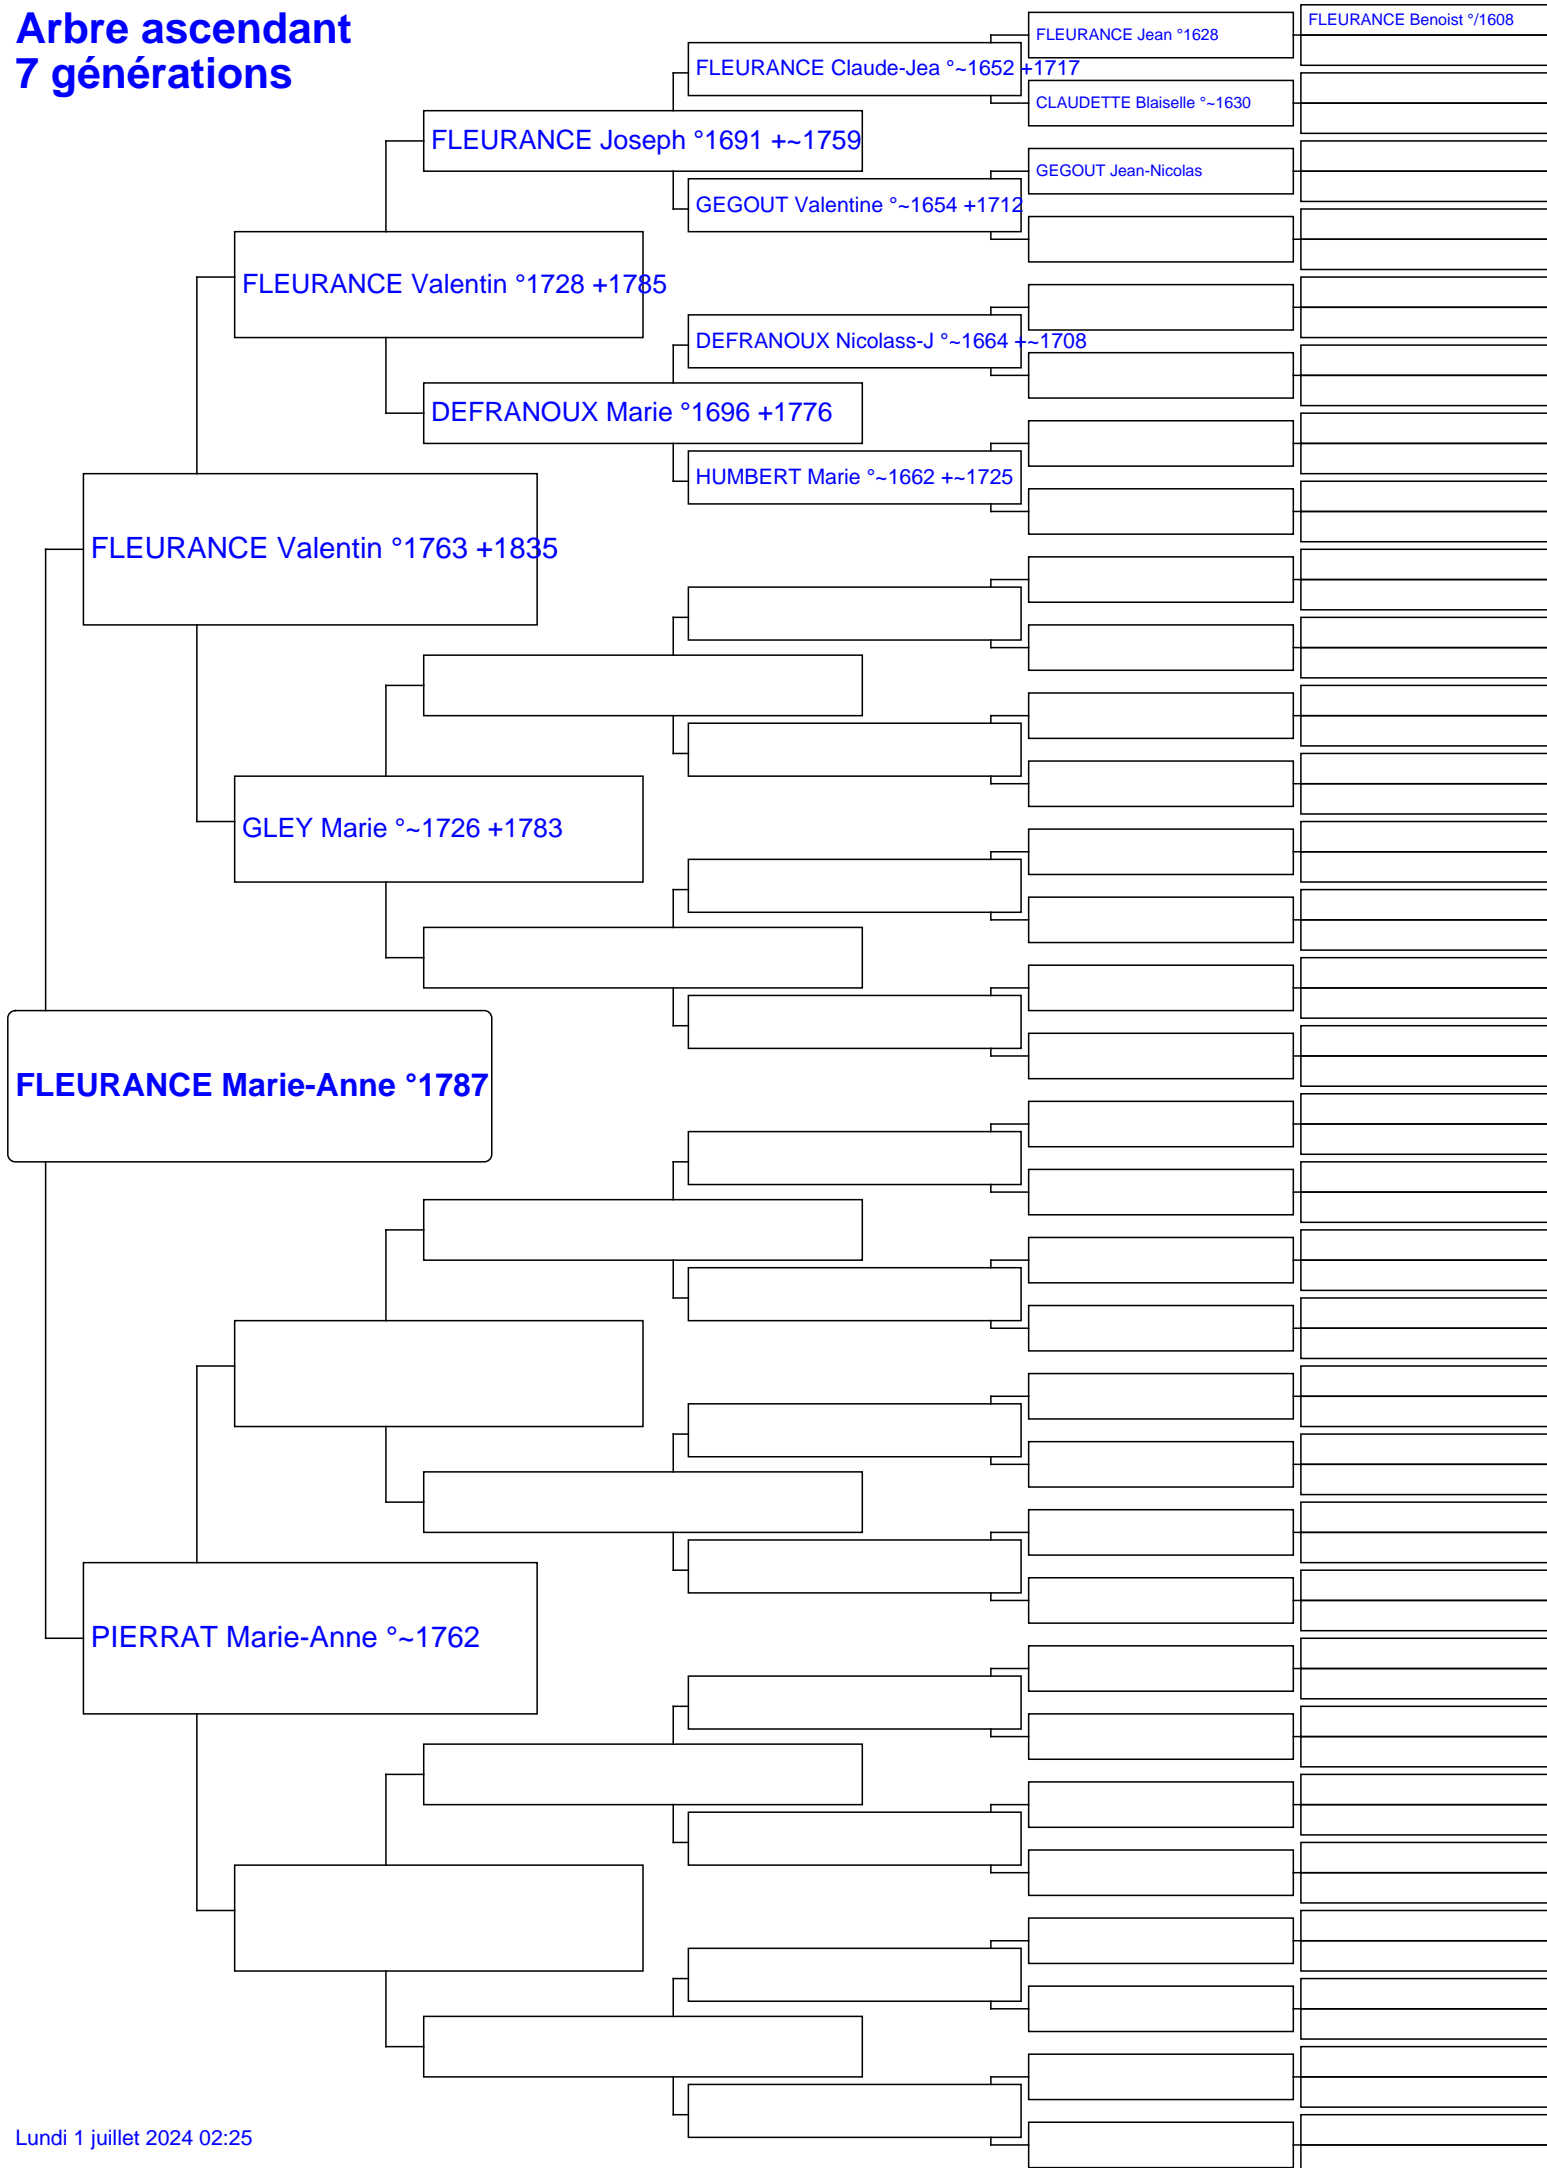 Arbre ascendant
7 générations
FLEURANCE Benoist °/1608
FLEURANCE Jean °1628
FLEURANCE Claude-Jea °~1652 +1717
CLAUDETTE Blaiselle °~1630
FLEURANCE Joseph °1691 +~1759
GEGOUT Jean-Nicolas
GEGOUT Valentine °~1654 +1712
FLEURANCE Valentin °1728 +1785
DEFRANOUX Nicolass-J °~1664 +~1708
DEFRANOUX Marie °1696 +1776
HUMBERT Marie °~1662 +~1725
FLEURANCE Valentin °1763 +1835
GLEY Marie °~1726 +1783
FLEURANCE Marie-Anne °1787
PIERRAT Marie-Anne °~1762
Lundi 1 juillet 2024 02:25